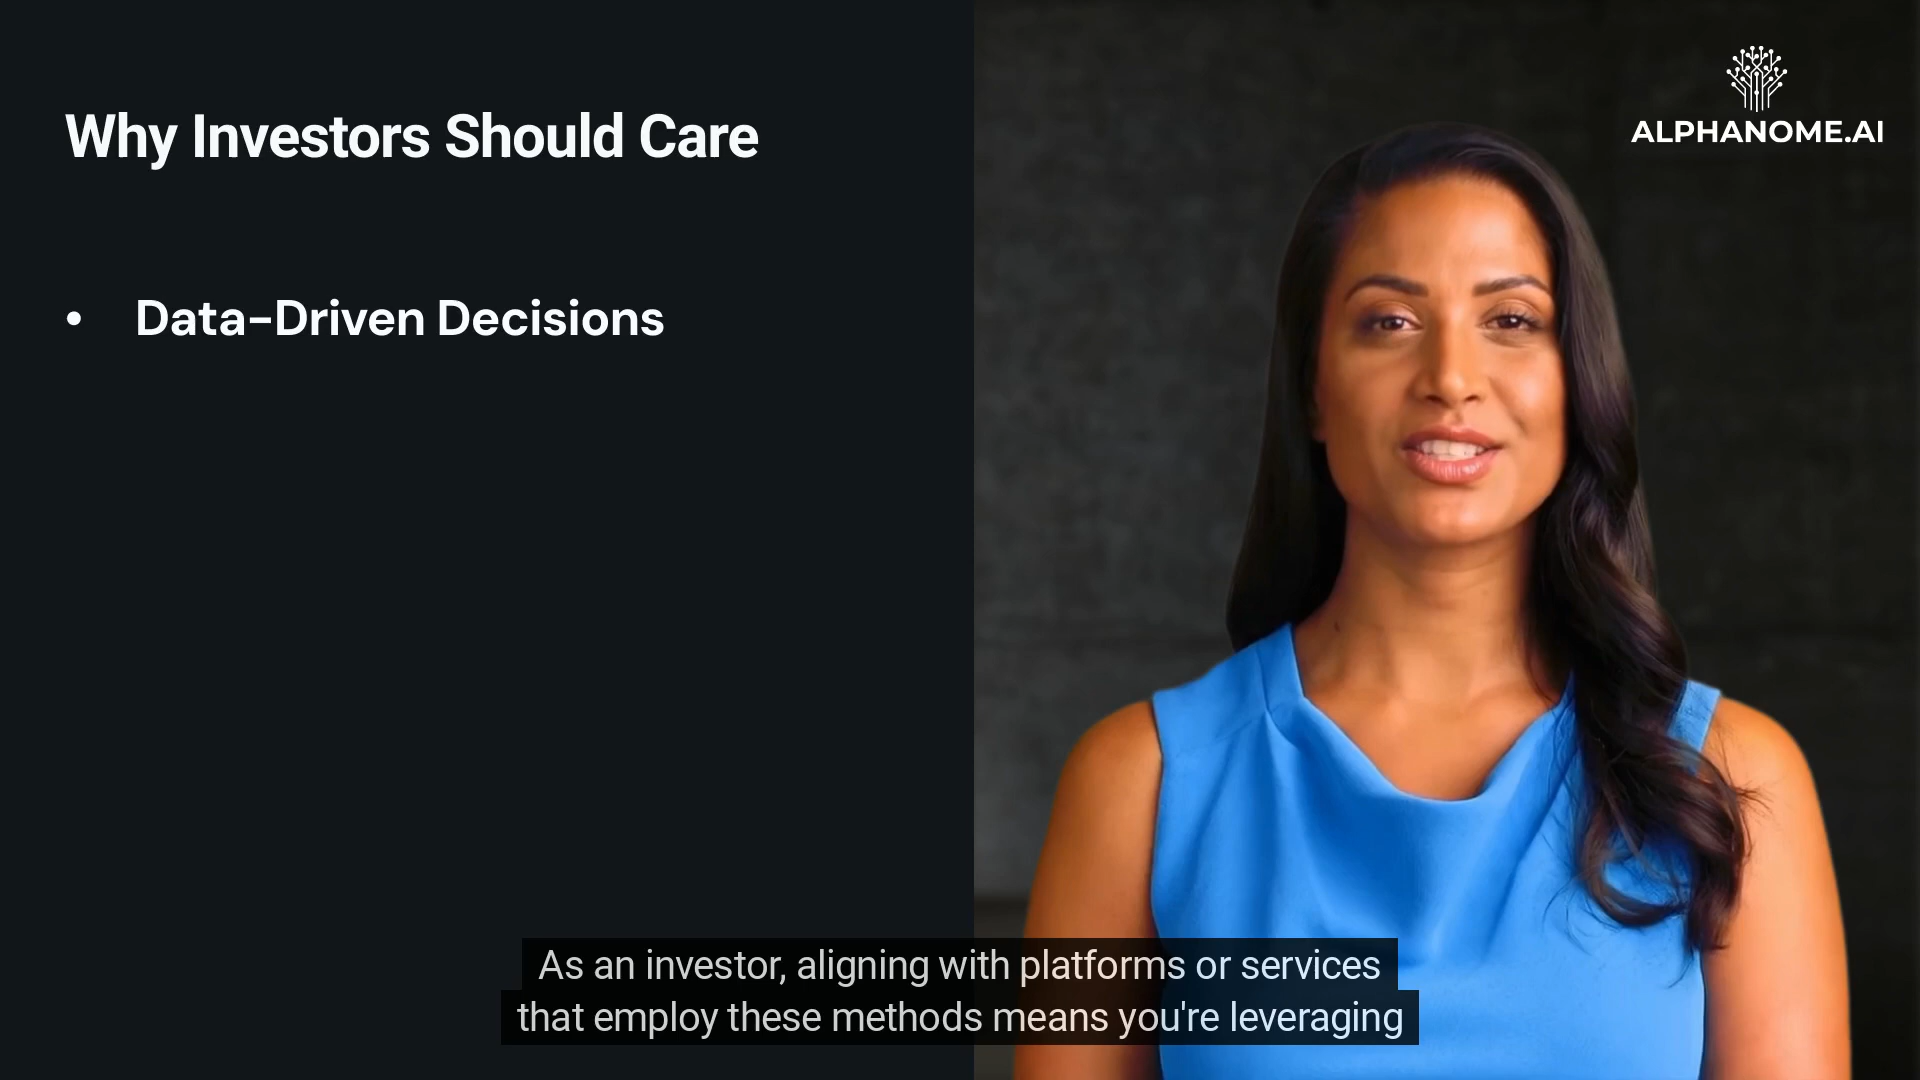 Why Investors Should Care
ALPHANOME.AI
• Data-Driven Decisions
As an investor, aligning with platforms or services
that employ these methods means you're leveraging